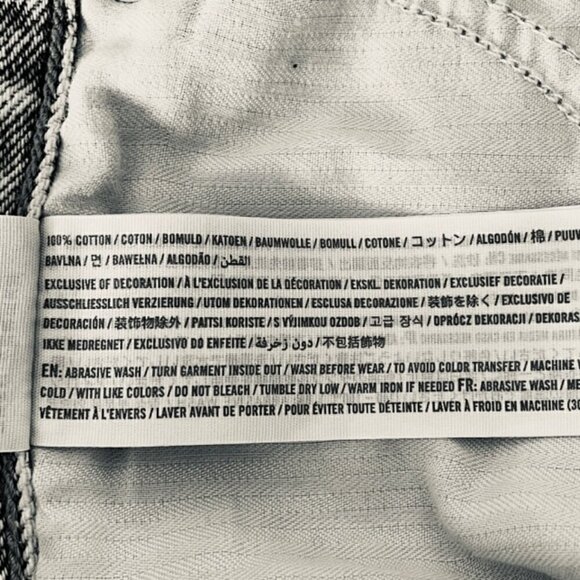 100% COTTON / COTON / BOMULD / KATOEN / BAUMWOLLE / BOMULL / COTONE / コットン / ALGODÓN / 棉 / PUUV
BAVLNA / 면 / BAWEŁNA / ALGODÃO / القطن
EXCLUSIVE OF DECORATION / À L'EXCLUSION DE LA DÉCORATION / EKSKL. DEKORATION / EXCLUSIEF DECORATIE /
AUSSCHLIESSLICH VERZIERUNG / UTOM DEKORATIONEN / ESCLUSA DECORAZIONE / 装飾を除く / EXCLUSIVO DE
DECORACIÓN / 装饰物除外 / PAITSI KORISTE / S VÝJIMKOU OZDOB / 고급 장식 / OPRÓCZ DEKORACJI / DEKORAS
IKKE MEDREGNET / EXCLUSIVO DO ENFEITE / دون زخرفة / 不包括飾物
EN: ABRASIVE WASH / TURN GARMENT INSIDE OUT / WASH BEFORE WEAR / TO AVOID COLOR TRANSFER / MACHINE
COLD / WITH LIKE COLORS / DO NOT BLEACH / TUMBLE DRY LOW / WARM IRON IF NEEDED FR: ABRASIVE WASH / ME
VÊTEMENT À L'ENVERS / LAVER AVANT DE PORTER / POUR ÉVITER TOUTE DÉTEINTE / LAVER À FROID EN MACHINE (30